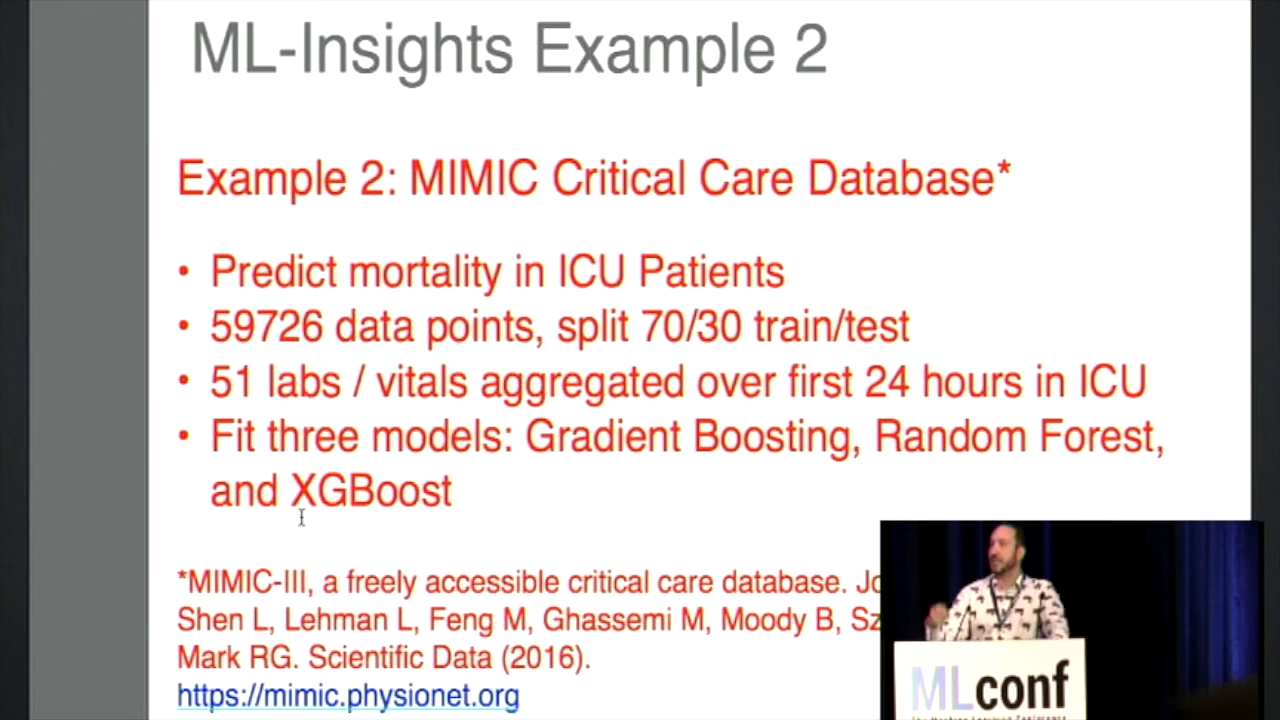 ML-Insights Example 2
Example 2: MIMIC Critical Care Database*
• Predict mortality in ICU Patients
• 59726 data points, split 70/30 train/test
• 51 labs / vitals aggregated over first 24 hours in ICU
• Fit three models: Gradient Boosting, Random Forest,
and XGBoost
*MIMIC-III, a freely accessible critical care database.
Shen L, Lehman L, Feng M, Ghassemi M, Moody B,
Mark RG. Scientific Data (2016).
https://mimic.physionet.org
MLconf